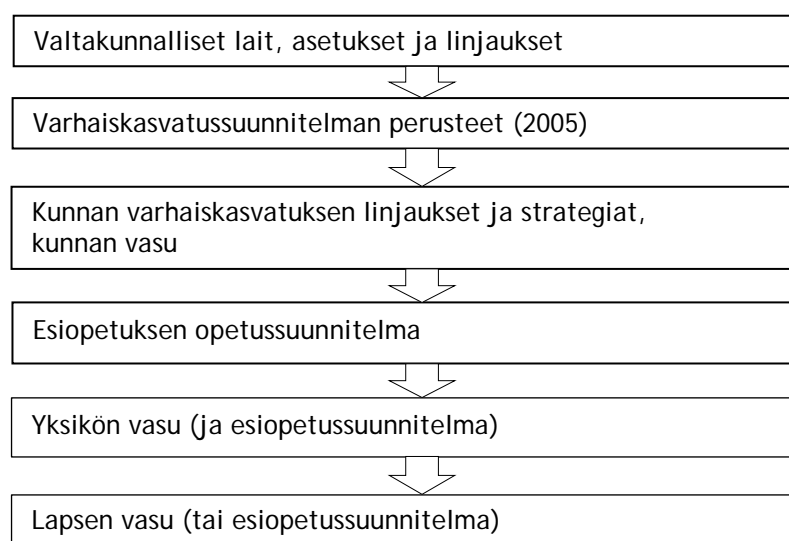 Valtakunnalliset lait, asetukset ja linjaukset
Varhaiskasvatussuunnitelman perusteet (2005)
Kunnan varhaiskasvatuksen linjaukset ja strategiat,
kunnan vasu
Esiopetuksen opetussuunnitelma
Yksikön vasu (ja esiopetussuunnitelma)
Lapsen vasu (tai esiopetussuunnitelma)